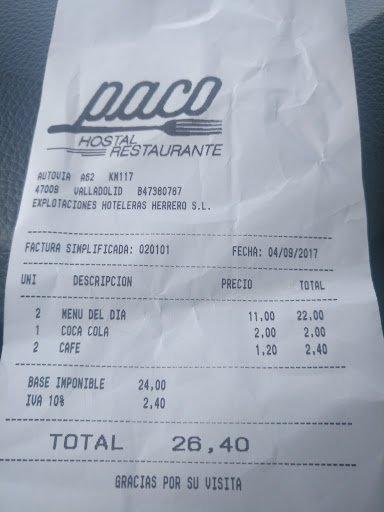 paco
HOSTAL
RESTAURANTE
AUTOVIA A62 KM117
47009 VALLADOLID B47380787
EXPLOTACIONES HOTELERAS HERRERO S.L.
FACTURA SIMPLIFICADA: 020101 FECHA: 04/09/2017
UNI DESCRIPCION PRECIO TOTAL
2 MENU DEL DIA 11,00 22,00
1 COCA COLA 2,00 2,00
2 CAFE 1,20 2,40
BASE IMPONIBLE 24,00
IVA 10% 2,40
TOTAL 26,40
GRACIAS POR SU VISITA